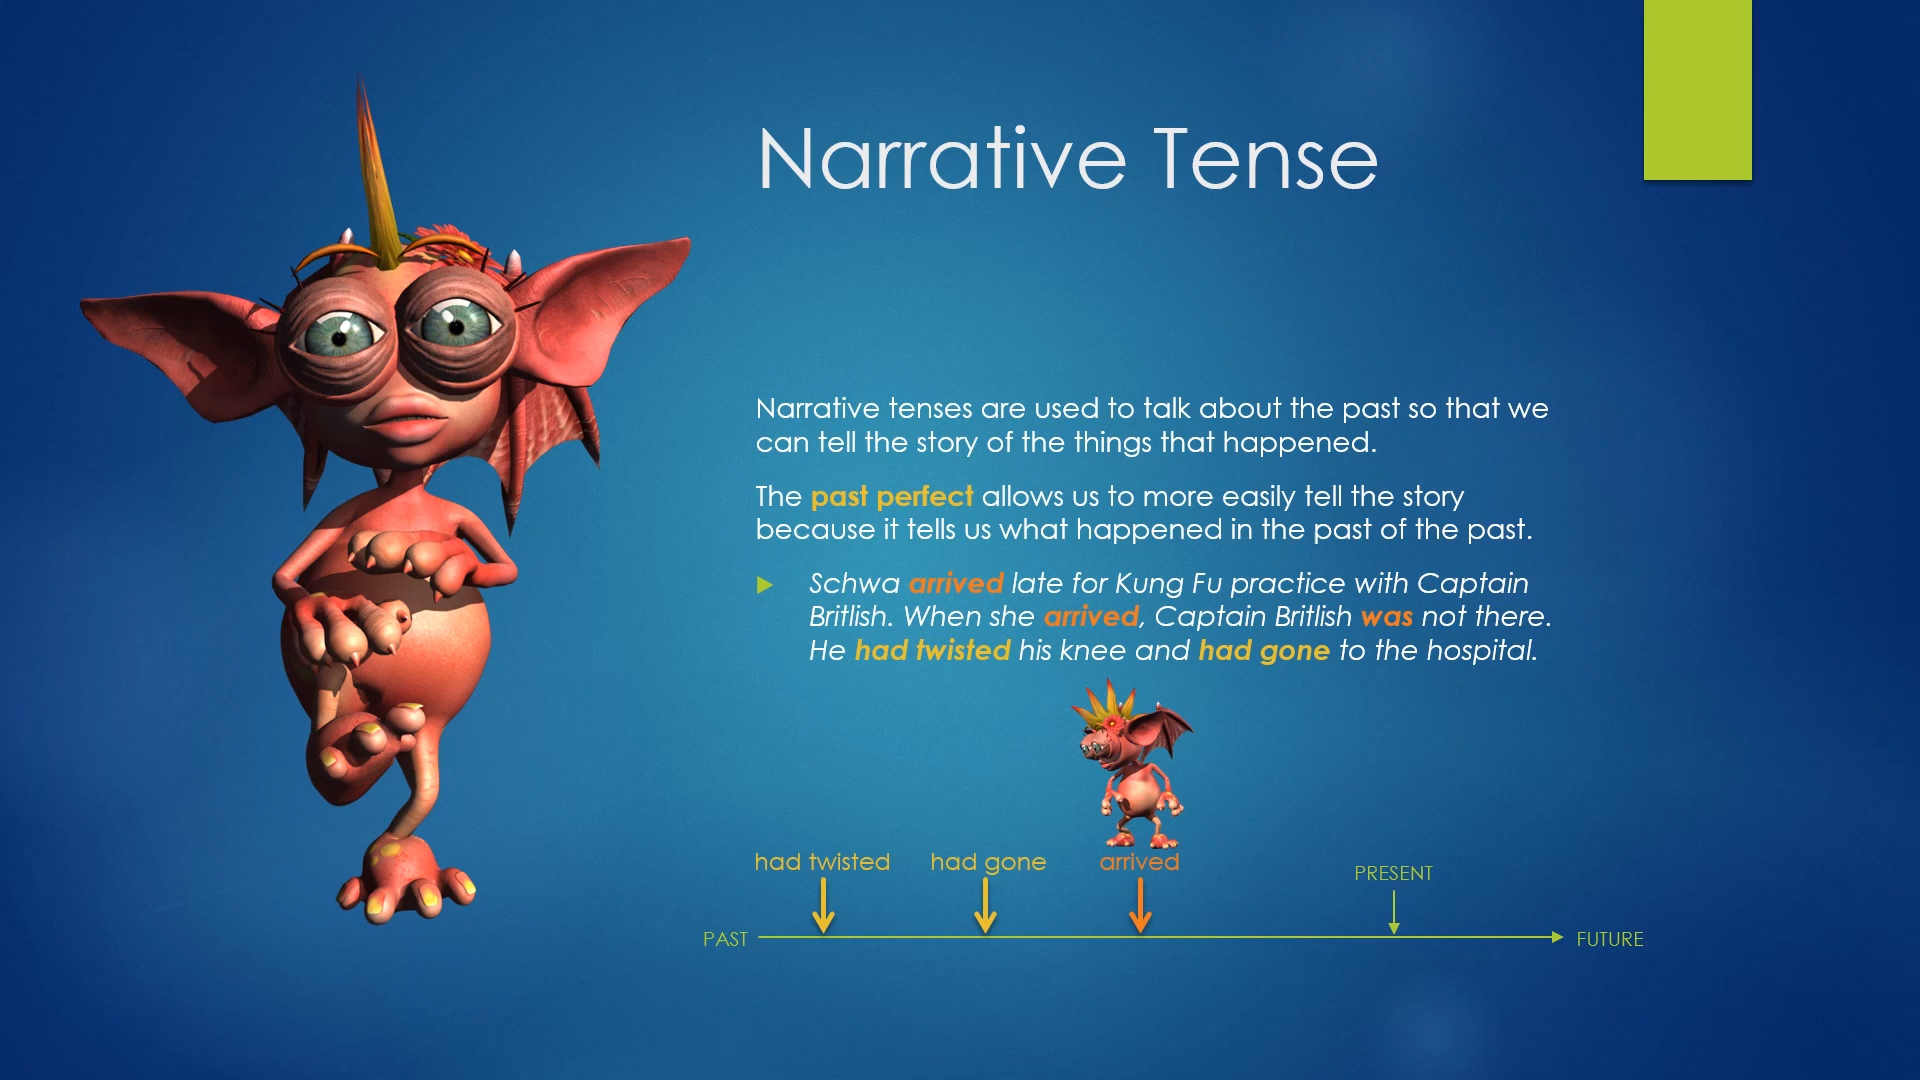 Narrative Tense
Narrative tenses are used to talk about the past so that we
can tell the story of the things that happened.
The past perfect allows us to more easily tell the story
because it tells us what happened in the past of the past.
Schwa arrived late for Kung Fu practice with Captain
Britlish. When she arrived, Captain Britlish was not there.
He had twisted his knee and had gone to the hospital.
had twisted had gone arrived
PRESENT
PAST FUTURE